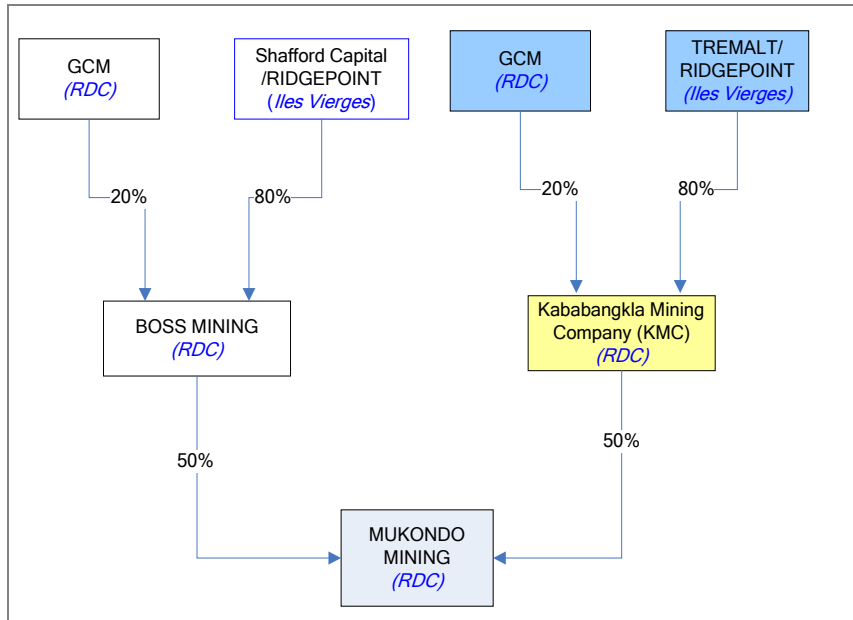 GCM
(RDC)
Shafford Capital
/RIDGEPOINT
(Iles Vierges)
GCM
(RDC)
TREMALT/
RIDGEPOINT
(Iles Vierges)
20%
80%
20%
80%
BOSS MINING
(RDC)
Kababangkla Mining
Company (KMC)
(RDC)
50%
50%
MUKONDO
MINING
(RDC)